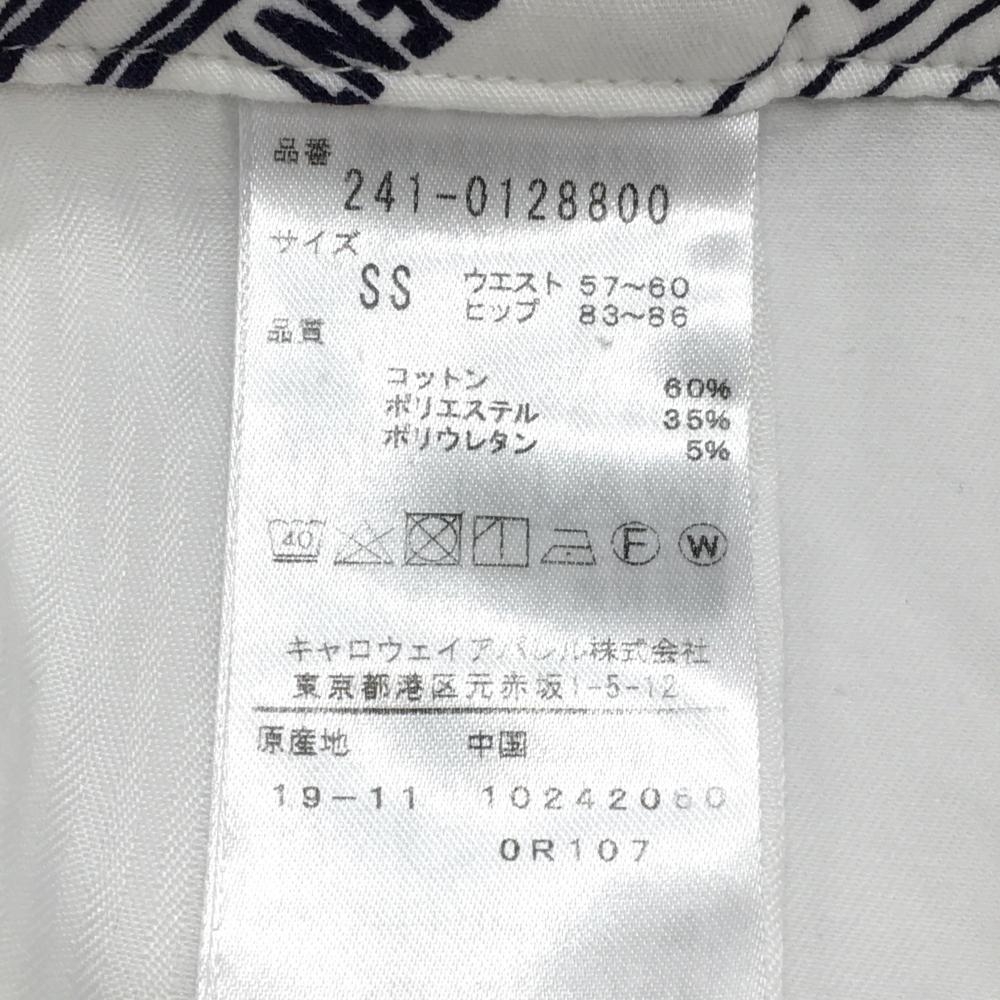 品番
241-0128800
サイズ
SS ウエスト 57〜60
ヒップ 83〜86
品質
コットン 60%
ポリエステル 35%
ポリウレタン 5%
40
F W
キャロウェイアパレル株式会社
東京都港区元赤坂1-5-12
原産地 中国
19-11 10242060
0R107